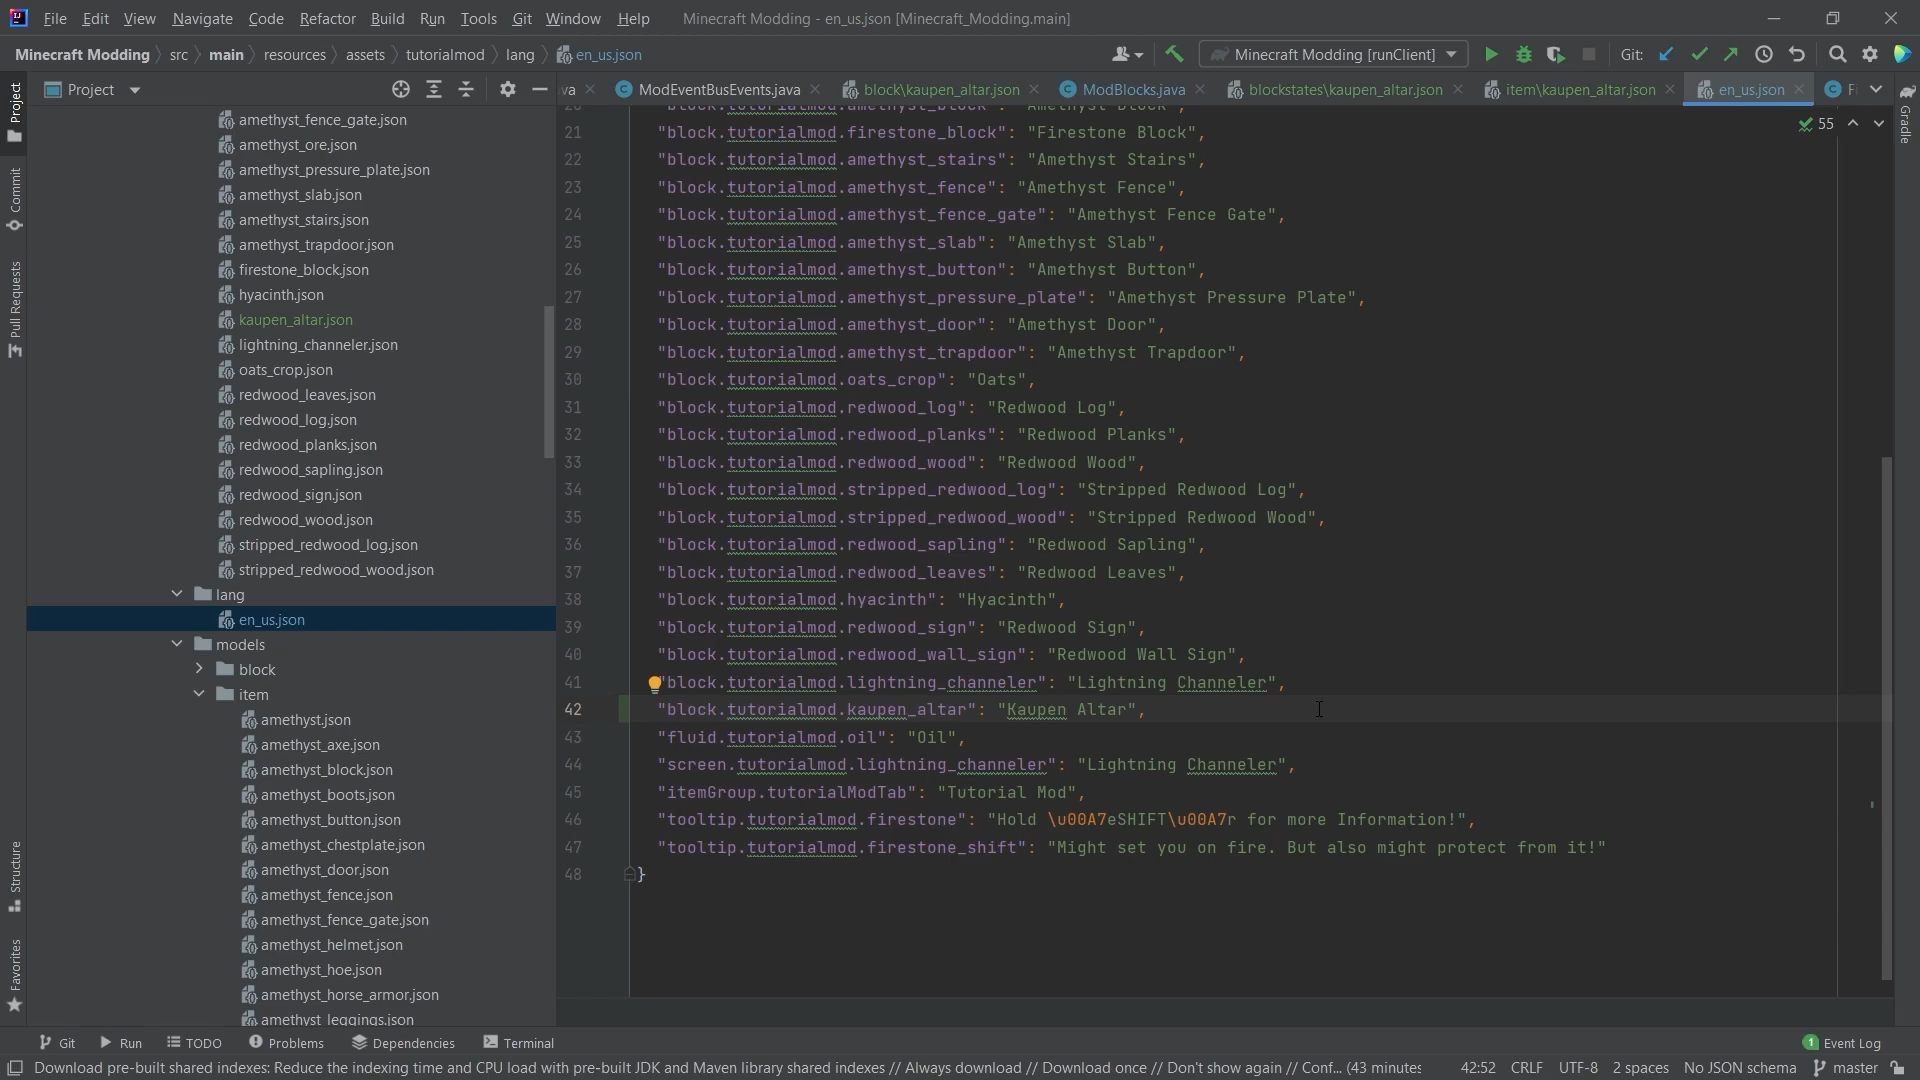 File Edit View Navigate Code Refactor Build Run Tools Git Window Help Minecraft Modding - en_us.json [Minecraft_Modding.main]
Minecraft Modding src main resources assets tutorialmod lang en_us.json Minecraft Modding [runClient] Git:
Project va ModEventBusEvents.java block\kaupen_altar.json ModBlocks.java blockstates\kaupen_altar.json item\kaupen_altar.json en_us.json
Project
Commit
Pull Requests
Structure
Favorites
amethyst_fence_gate.json
amethyst_ore.json
amethyst_pressure_plate.json
amethyst_slab.json
amethyst_stairs.json
amethyst_trapdoor.json
firestone_block.json
hyacinth.json
kaupen_altar.json
lightning_channeler.json
oats_crop.json
redwood_leaves.json
redwood_log.json
redwood_planks.json
redwood_sapling.json
redwood_sign.json
redwood_wood.json
stripped_redwood_log.json
stripped_redwood_wood.json
lang
en_us.json
models
block
item
amethyst.json
amethyst_axe.json
amethyst_block.json
amethyst_boots.json
amethyst_button.json
amethyst_chestplate.json
amethyst_door.json
amethyst_fence.json
amethyst_fence_gate.json
amethyst_helmet.json
amethyst_hoe.json
amethyst_horse_armor.json
amethyst_leggings.json
20 "block.tutorialmod.amethyst_block": "Amethyst Block",
21 "block.tutorialmod.firestone_block": "Firestone Block",
22 "block.tutorialmod.amethyst_stairs": "Amethyst Stairs",
23 "block.tutorialmod.amethyst_fence": "Amethyst Fence",
24 "block.tutorialmod.amethyst_fence_gate": "Amethyst Fence Gate",
25 "block.tutorialmod.amethyst_slab": "Amethyst Slab",
26 "block.tutorialmod.amethyst_button": "Amethyst Button",
27 "block.tutorialmod.amethyst_pressure_plate": "Amethyst Pressure Plate",
28 "block.tutorialmod.amethyst_door": "Amethyst Door",
29 "block.tutorialmod.amethyst_trapdoor": "Amethyst Trapdoor",
30 "block.tutorialmod.oats_crop": "Oats",
31 "block.tutorialmod.redwood_log": "Redwood Log",
32 "block.tutorialmod.redwood_planks": "Redwood Planks",
33 "block.tutorialmod.redwood_wood": "Redwood Wood",
34 "block.tutorialmod.stripped_redwood_log": "Stripped Redwood Log",
35 "block.tutorialmod.stripped_redwood_wood": "Stripped Redwood Wood",
36 "block.tutorialmod.redwood_sapling": "Redwood Sapling",
37 "block.tutorialmod.redwood_leaves": "Redwood Leaves",
38 "block.tutorialmod.hyacinth": "Hyacinth",
39 "block.tutorialmod.redwood_sign": "Redwood Sign",
40 "block.tutorialmod.redwood_wall_sign": "Redwood Wall Sign",
41 "block.tutorialmod.lightning_channeler": "Lightning Channeler",
42 "block.tutorialmod.kaupen_altar": "Kaupen Altar",
43 "fluid.tutorialmod.oil": "Oil",
44 "screen.tutorialmod.lightning_channeler": "Lightning Channeler",
45 "itemGroup.tutorialModTab": "Tutorial Mod",
46 "tooltip.tutorialmod.firestone": "Hold \u00A7eSHIFT\u00A7r for more Information!",
47 "tooltip.tutorialmod.firestone_shift": "Might set you on fire. But also might protect from it!"
48 }
55
Gradle
Git Run TODO Problems Dependencies Terminal 1 Event Log
Download pre-built shared indexes: Reduce the indexing time and CPU load with pre-built JDK and Maven library shared indexes // Always download // Download once // Don't show again // Conf... (43 minutes 42:52 CRLF UTF-8 2 spaces No JSON schema master